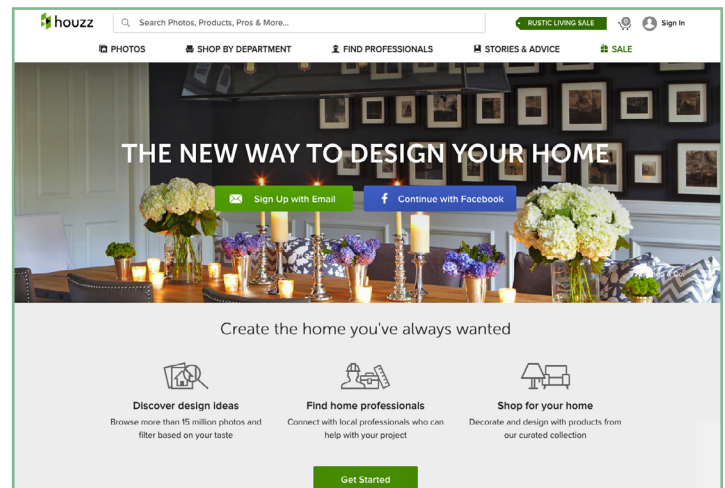 houzz
Search Photos, Products, Pros & More...
RUSTIC LIVING SALE
0
Sign In
PHOTOS
SHOP BY DEPARTMENT
FIND PROFESSIONALS
STORIES & ADVICE
SALE
THE NEW WAY TO DESIGN YOUR HOME
Sign Up with Email
f Continue with Facebook
Create the home you've always wanted
Discover design ideas
Browse more than 15 million photos and
filter based on your taste
Find home professionals
Connect with local professionals who can
help with your project
Shop for your home
Decorate and design with products from
our curated collection
Get Started